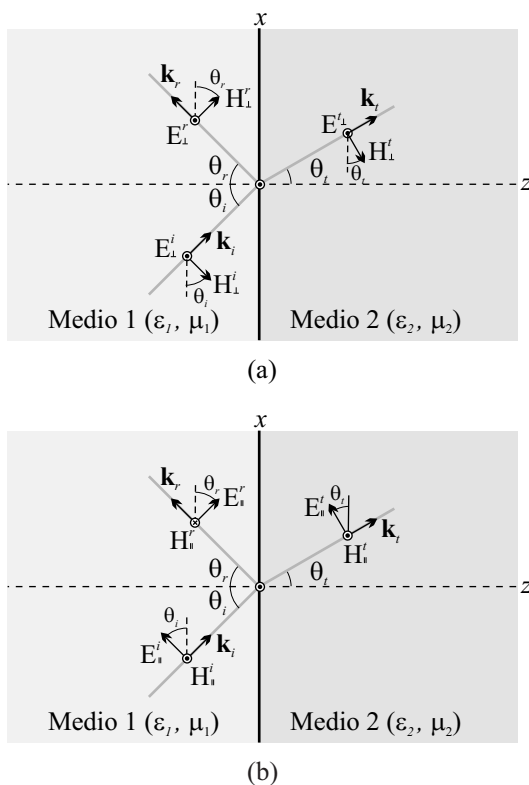 x
k_r θ_r H^r_⊥
E^r_⊥ E^t_⊥ k_t
H^t_⊥
θ_r θ_t θ_t
z
θ_i
E^i_⊥ k_i
H^i_⊥
θ_i
Medio 1 (ε_1, μ_1) Medio 2 (ε_2, μ_2)
(a)
x
k_r θ_r E^r_∥ E^t_∥ θ_t
H^r_∥ k_t
H^t_∥
θ_r θ_t
z
θ_i
θ_i
E^i_∥ k_i
H^i_∥
Medio 1 (ε_1, μ_1) Medio 2 (ε_2, μ_2)
(b)